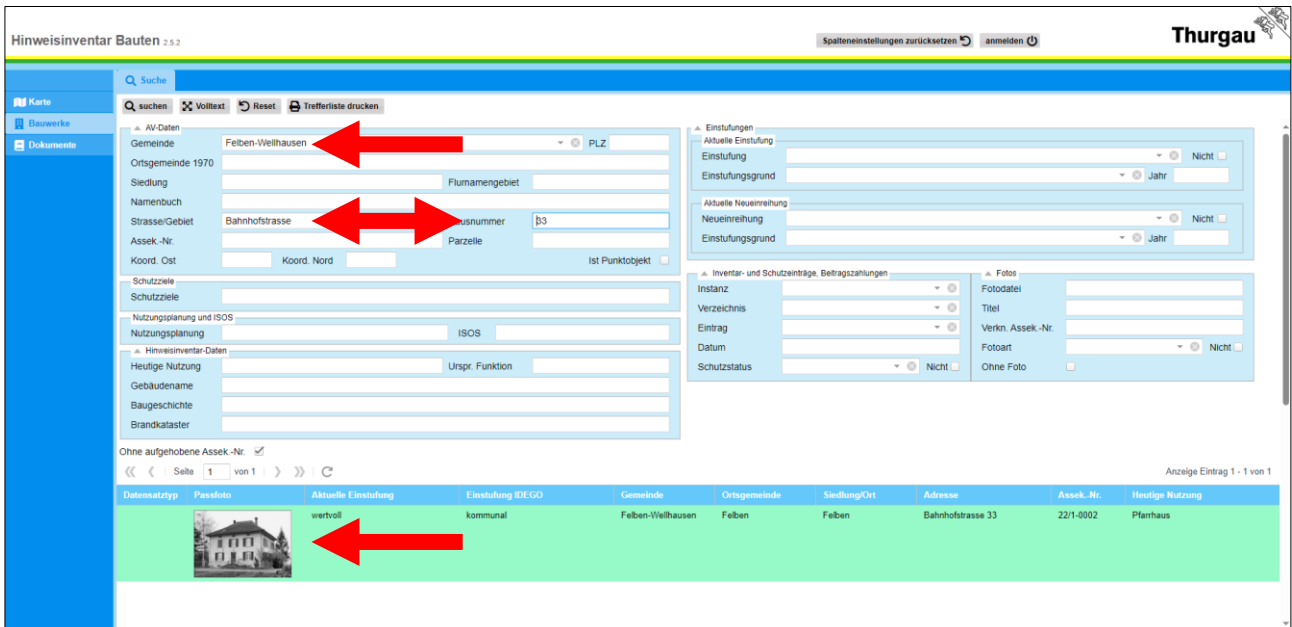 Hinweisinventar Bauten 2.5.2
Spalteneinstellungen zurücksetzen
anmelden
Thurgau
Karte
Bauwerke
Dokumente
Suche
suchen Volltext Reset Trefferliste drucken
AV-Daten
Gemeinde Felben-Wellhausen PLZ
Ortsgemeinde 1970
Siedlung Flurnamengebiet
Namenbuch
Strasse/Gebiet Bahnhofstrasse usnummer 33
Assek.-Nr. Parzelle
Koord. Ost Koord. Nord Ist Punktobjekt
Schutzziele
Schutzziele
Nutzungsplanung und ISOS
Nutzungsplanung ISOS
Hinweisinventar-Daten
Heutige Nutzung Urspr. Funktion
Gebäudename
Baugeschichte
Brandkataster
Einstufungen
Aktuelle Einstufung
Einstufung Nicht
Einstufungsgrund Jahr
Aktuelle Neueinreihung
Neueinreihung Nicht
Einstufungsgrund Jahr
Inventar- und Schutzeinträge, Beitragszahlungen
Instanz
Verzeichnis
Eintrag
Datum
Schutzstatus Nicht
Fotos
Fotodatei
Titel
Verkn. Assek.-Nr.
Fotoart Nicht
Ohne Foto
Ohne aufgehobene Assek.-Nr.
Seite 1 von 1
Anzeige Eintrag 1 - 1 von 1
Datensatztyp Passfoto Aktuelle Einstufung Einstufung IDEGO Gemeinde Ortsgemeinde Siedlung/Ort Adresse Assek.-Nr. Heutige Nutzung
wertvoll kommunal Felben-Wellhausen Felben Felben Bahnhofstrasse 33 22/1-0002 Pfarrhaus